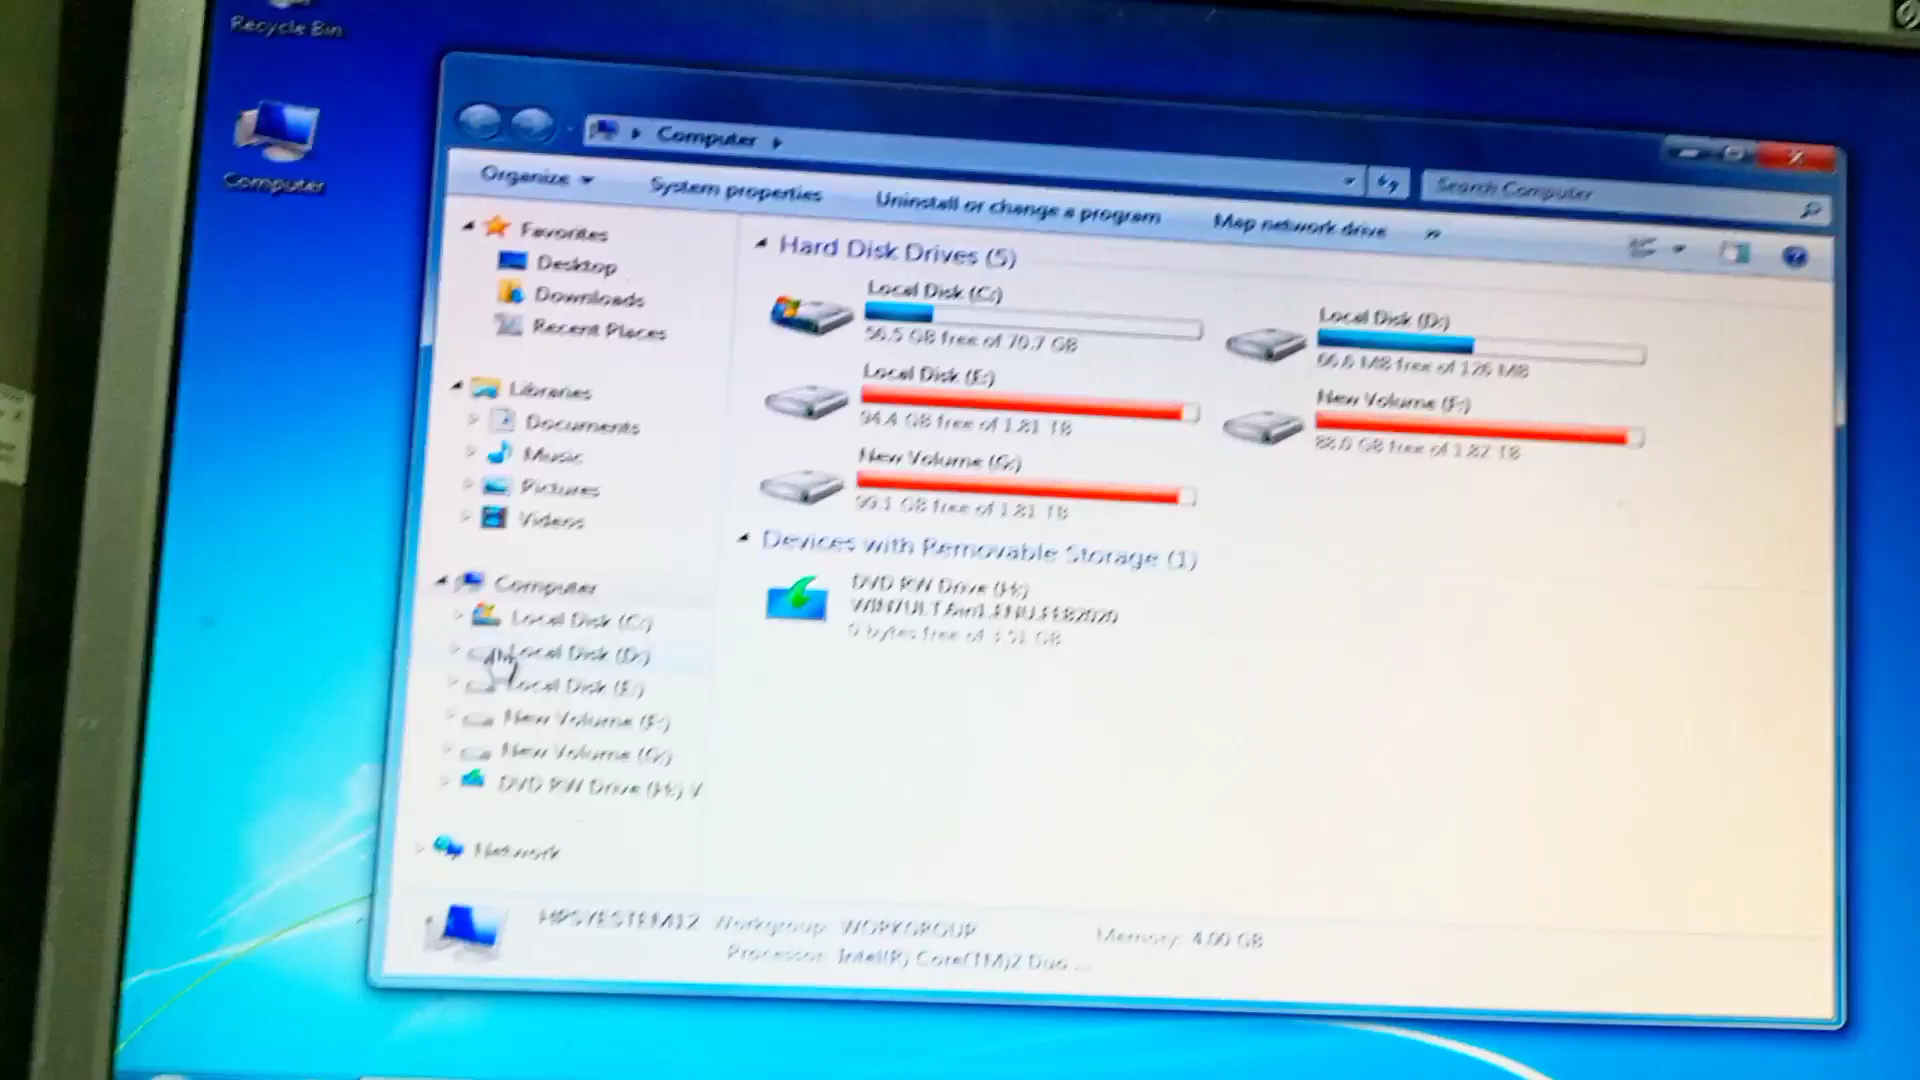 Recycle Bin
Computer
Computer
Search Computer
Organize
System properties
Uninstall or change a program
Map network drive
»
Favorites
Desktop
Downloads
Recent Places
Libraries
Documents
Music
Pictures
Videos
Computer
Local Disk (C:)
Local Disk (D:)
Local Disk (E:)
New Volume (F:)
New Volume (G:)
DVD RW Drive (H:) V
Network
Hard Disk Drives (5)
Local Disk (C:)
56.5 GB free of 70.7 GB
Local Disk (D:)
66.6 MB free of 126 MB
Local Disk (E:)
94.4 GB free of 1.81 TB
New Volume (F:)
88.0 GB free of 1.82 TB
New Volume (G:)
99.1 GB free of 1.81 TB
Devices with Removable Storage (1)
DVD RW Drive (H:)
0 bytes free of 3.51 GB
HPSYESTEM12 Workgroup: WORKGROUP
Memory: 4.00 GB
Processor: Intel(R) Core(TM)2 Duo ...